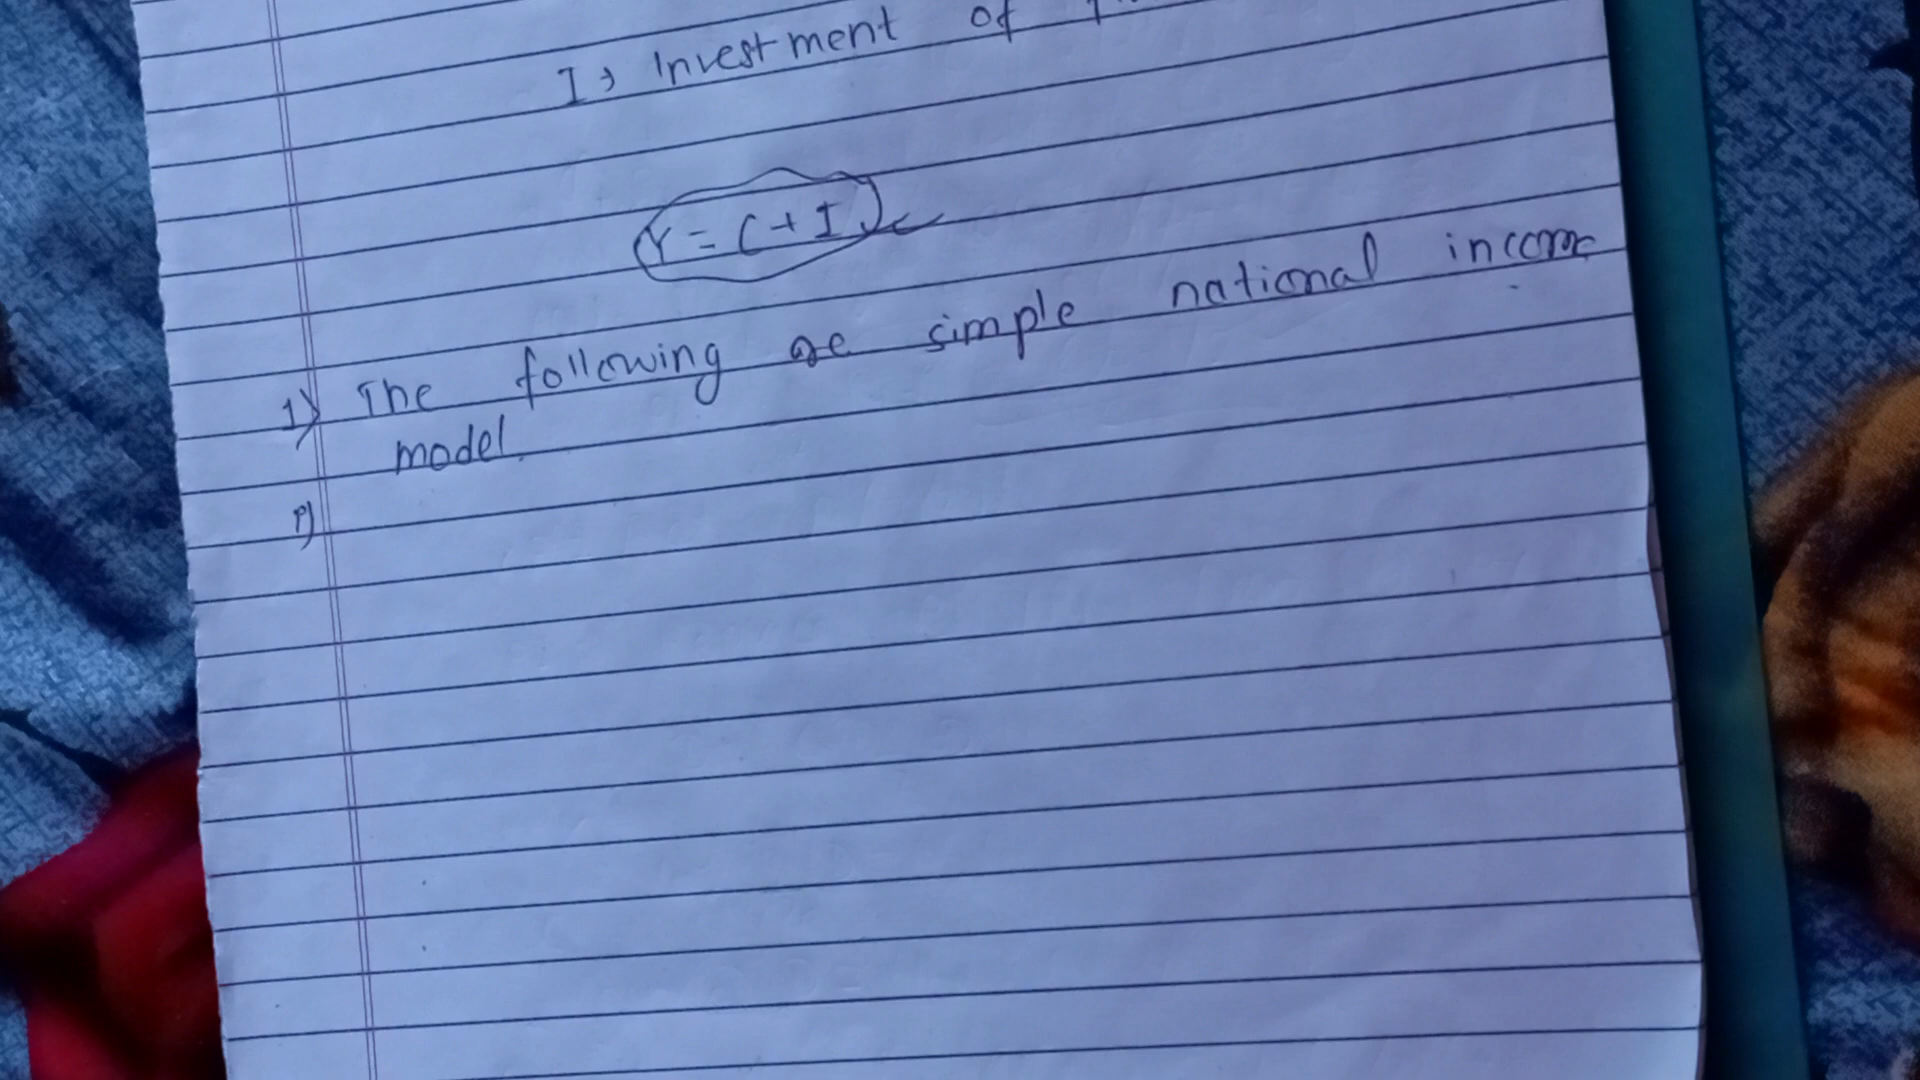 I, Investment of
Y = C + I
1) The following are simple national income
model.